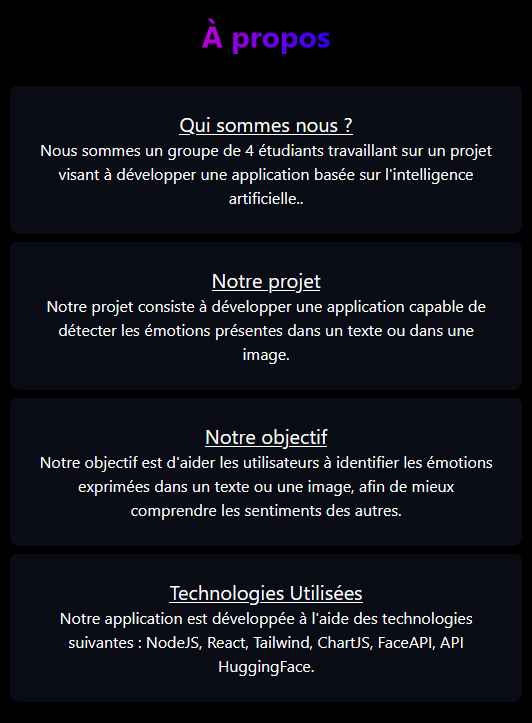 À propos
Qui sommes nous ?
Nous sommes un groupe de 4 étudiants travaillant sur un projet
visant à développer une application basée sur l'intelligence
artificielle..
Notre projet
Notre projet consiste à développer une application capable de
détecter les émotions présentes dans un texte ou dans une
image.
Notre objectif
Notre objectif est d'aider les utilisateurs à identifier les émotions
exprimées dans un texte ou une image, afin de mieux
comprendre les sentiments des autres.
Technologies Utilisées
Notre application est développée à l'aide des technologies
suivantes : NodeJS, React, Tailwind, ChartJS, FaceAPI, API
HuggingFace.